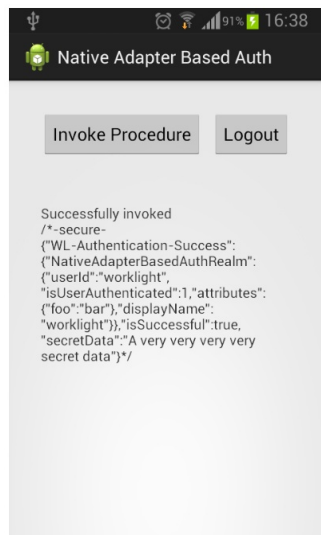 91% 16:38
Native Adapter Based Auth
Invoke Procedure Logout
Successfully invoked
/*-secure-
{"WL-Authentication-Success":
{"NativeAdapterBasedAuthRealm":
{"userId":"worklight",
"isUserAuthenticated":1,"attributes":
{"foo":"bar"},"displayName":
"worklight"}},"isSuccessful":true,
"secretData":"A very very very very
secret data"}*/